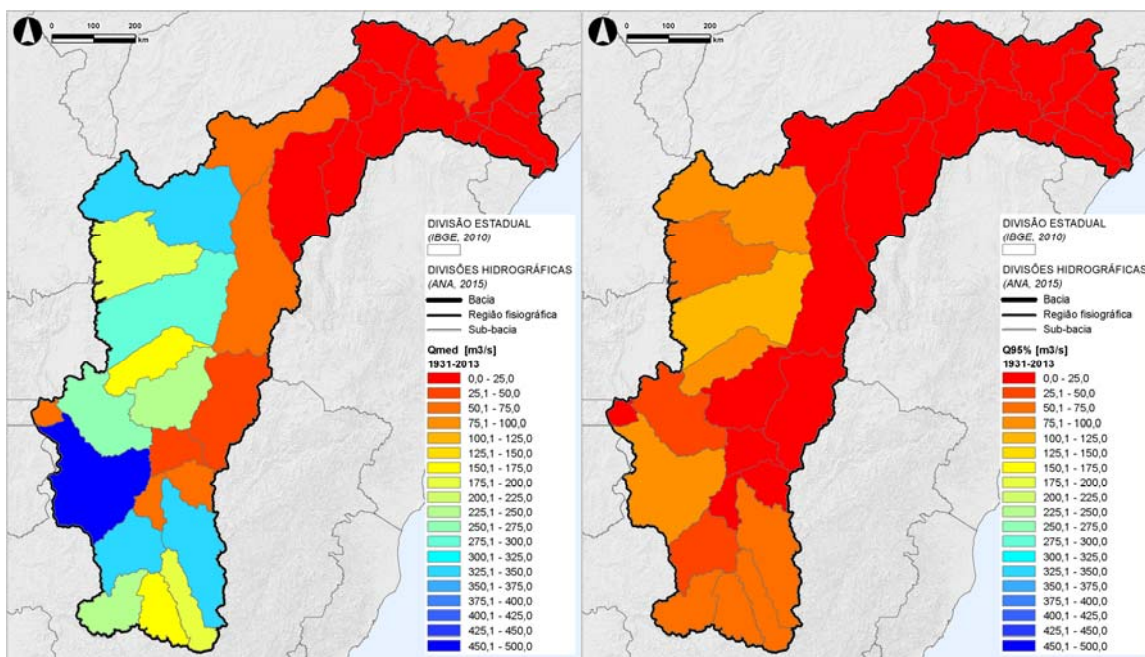 0 100 200
km
DIVISÃO ESTADUAL
(IBGE, 2010)
DIVISÕES HIDROGRÁFICAS
(ANA, 2015)
Bacia
Região fisiográfica
Sub-bacia
Qmed [m3/s]
1931-2013
0,0 - 25,0
25,1 - 50,0
50,1 - 75,0
75,1 - 100,0
100,1 - 125,0
125,1 - 150,0
150,1 - 175,0
175,1 - 200,0
200,1 - 225,0
225,1 - 250,0
250,1 - 275,0
275,1 - 300,0
300,1 - 325,0
325,1 - 350,0
350,1 - 375,0
375,1 - 400,0
400,1 - 425,0
425,1 - 450,0
450,1 - 500,0
0 100 200
km
DIVISÃO ESTADUAL
(IBGE, 2010)
DIVISÕES HIDROGRÁFICAS
(ANA, 2015)
Bacia
Região fisiográfica
Sub-bacia
Q95% [m3/s]
1931-2013
0,0 - 25,0
25,1 - 50,0
50,1 - 75,0
75,1 - 100,0
100,1 - 125,0
125,1 - 150,0
150,1 - 175,0
175,1 - 200,0
200,1 - 225,0
225,1 - 250,0
250,1 - 275,0
275,1 - 300,0
300,1 - 325,0
325,1 - 350,0
350,1 - 375,0
375,1 - 400,0
400,1 - 425,0
425,1 - 450,0
450,1 - 500,0